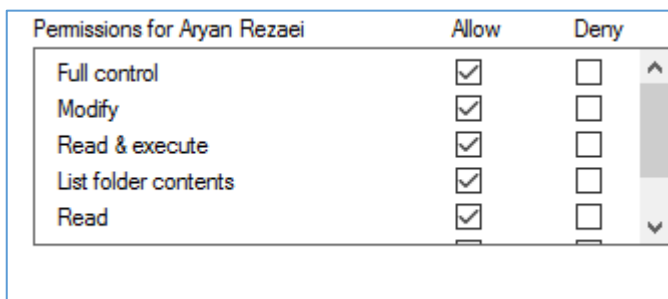 Permissions for Aryan Rezaei Allow Deny
Full control
Modify
Read & execute
List folder contents
Read